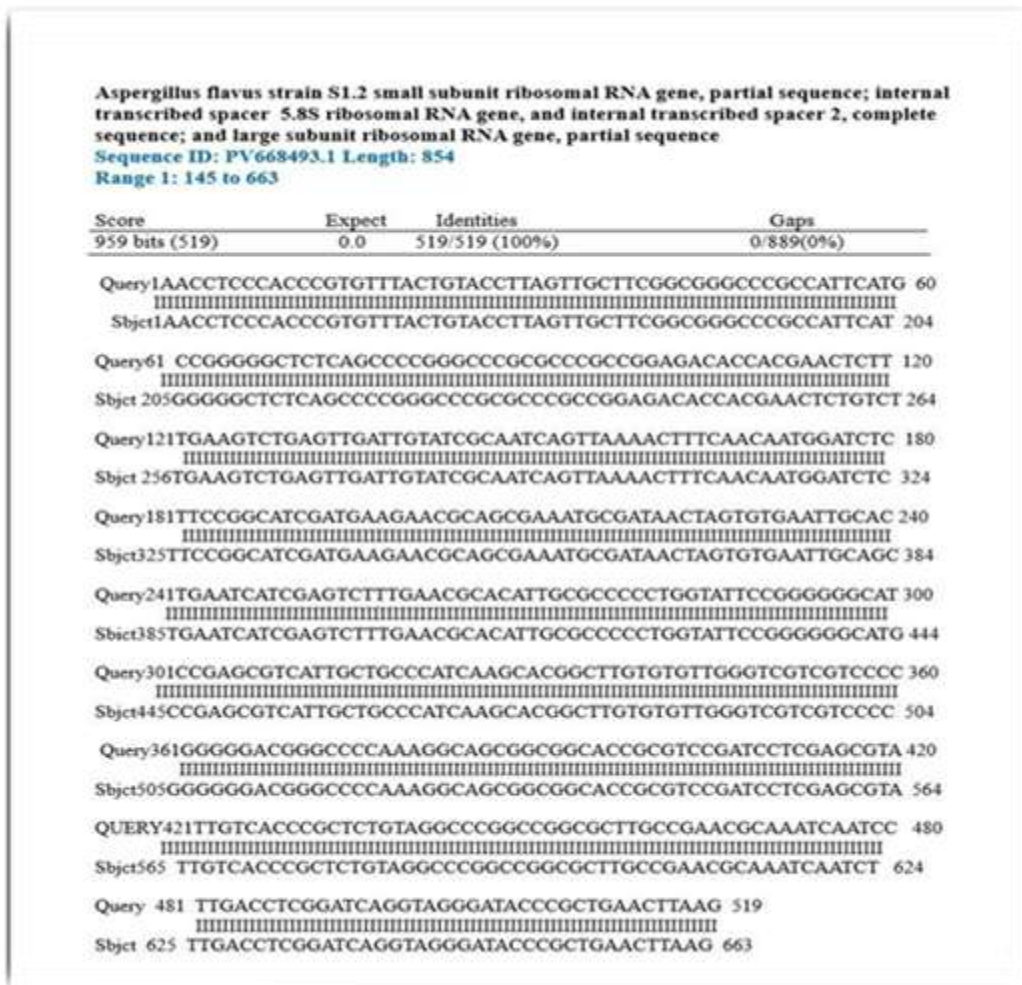 Aspergillus flavus strain S1.2 small subunit ribosomal RNA gene, partial sequence; internal
transcribed spacer 5.8S ribosomal RNA gene, and internal transcribed spacer 2, complete
sequence; and large subunit ribosomal RNA gene, partial sequence
Sequence ID: PV668493.1 Length: 854
Range 1: 145 to 663
Score Expect Identities Gaps
959 bits (519) 0.0 519/519 (100%) 0/889(0%)
Query1AACCTCCCACCCGTGTTTACTGTACCTTAGTTGCTTCGGCGGGCCCGCCATTCATG 60
Sbjct1AACCTCCCACCCGTGTTTACTGTACCTTAGTTGCTTCGGCGGGCCCGCCATTCAT 204
Query61 CCGGGGGCTCTCAGCCCCGGGCCCGCGCCCGCCGGAGACACCACGAACTCTT 120
Sbjct 205GGGGGCTCTCAGCCCCGGGCCCGCGCCCGCCGGAGACACCACGAACTCTGTCT 264
Query121TGAAGTCTGAGTTGATTGTATCGCAATCAGTTAAAACTTTCAACAATGGATCTC 180
Sbjct 256TGAAGTCTGAGTTGATTGTATCGCAATCAGTTAAAACTTTCAACAATGGATCTC 324
Query181TTCCGGCATCGATGAAGAACGCAGCGAAATGCGATAACTAGTGTGAATTGCAC 240
Sbjct325TTCCGGCATCGATGAAGAACGCAGCGAAATGCGATAACTAGTGTGAATTGCAGC 384
Query241TGAATCATCGAGTCTTTGAACGCACATTGCGCCCCCTGGTATTCCGGGGGGCAT 300
Sbict385TGAATCATCGAGTCTTTGAACGCACATTGCGCCCCCTGGTATTCCGGGGGGCATG 444
Query301CCGAGCGTCATTGCTGCCCATCAAGCACGGCTTGTGTGTTGGGTCGTCGTCCCC 360
Sbjct445CCGAGCGTCATTGCTGCCCATCAAGCACGGCTTGTGTGTTGGGTCGTCGTCCCC 504
Query361GGGGGACGGGCCCCAAAGGCAGCGGCGGCACCGCGTCCGATCCTCGAGCGTA 420
Sbjct505GGGGGGACGGGCCCCAAAGGCAGCGGCGGCACCGCGTCCGATCCTCGAGCGTA 564
QUERY421TTGTCACCCGCTCTGTAGGCCCGGCCGGCGCTTGCCGAACGCAAATCAATCC 480
Sbjct565 TTGTCACCCGCTCTGTAGGCCCGGCCGGCGCTTGCCGAACGCAAATCAATCT 624
Query 481 TTGACCTCGGATCAGGTAGGGATACCCGCTGAACTTAAG 519
Sbjct 625 TTGACCTCGGATCAGGTAGGGATACCCGCTGAACTTAAG 663